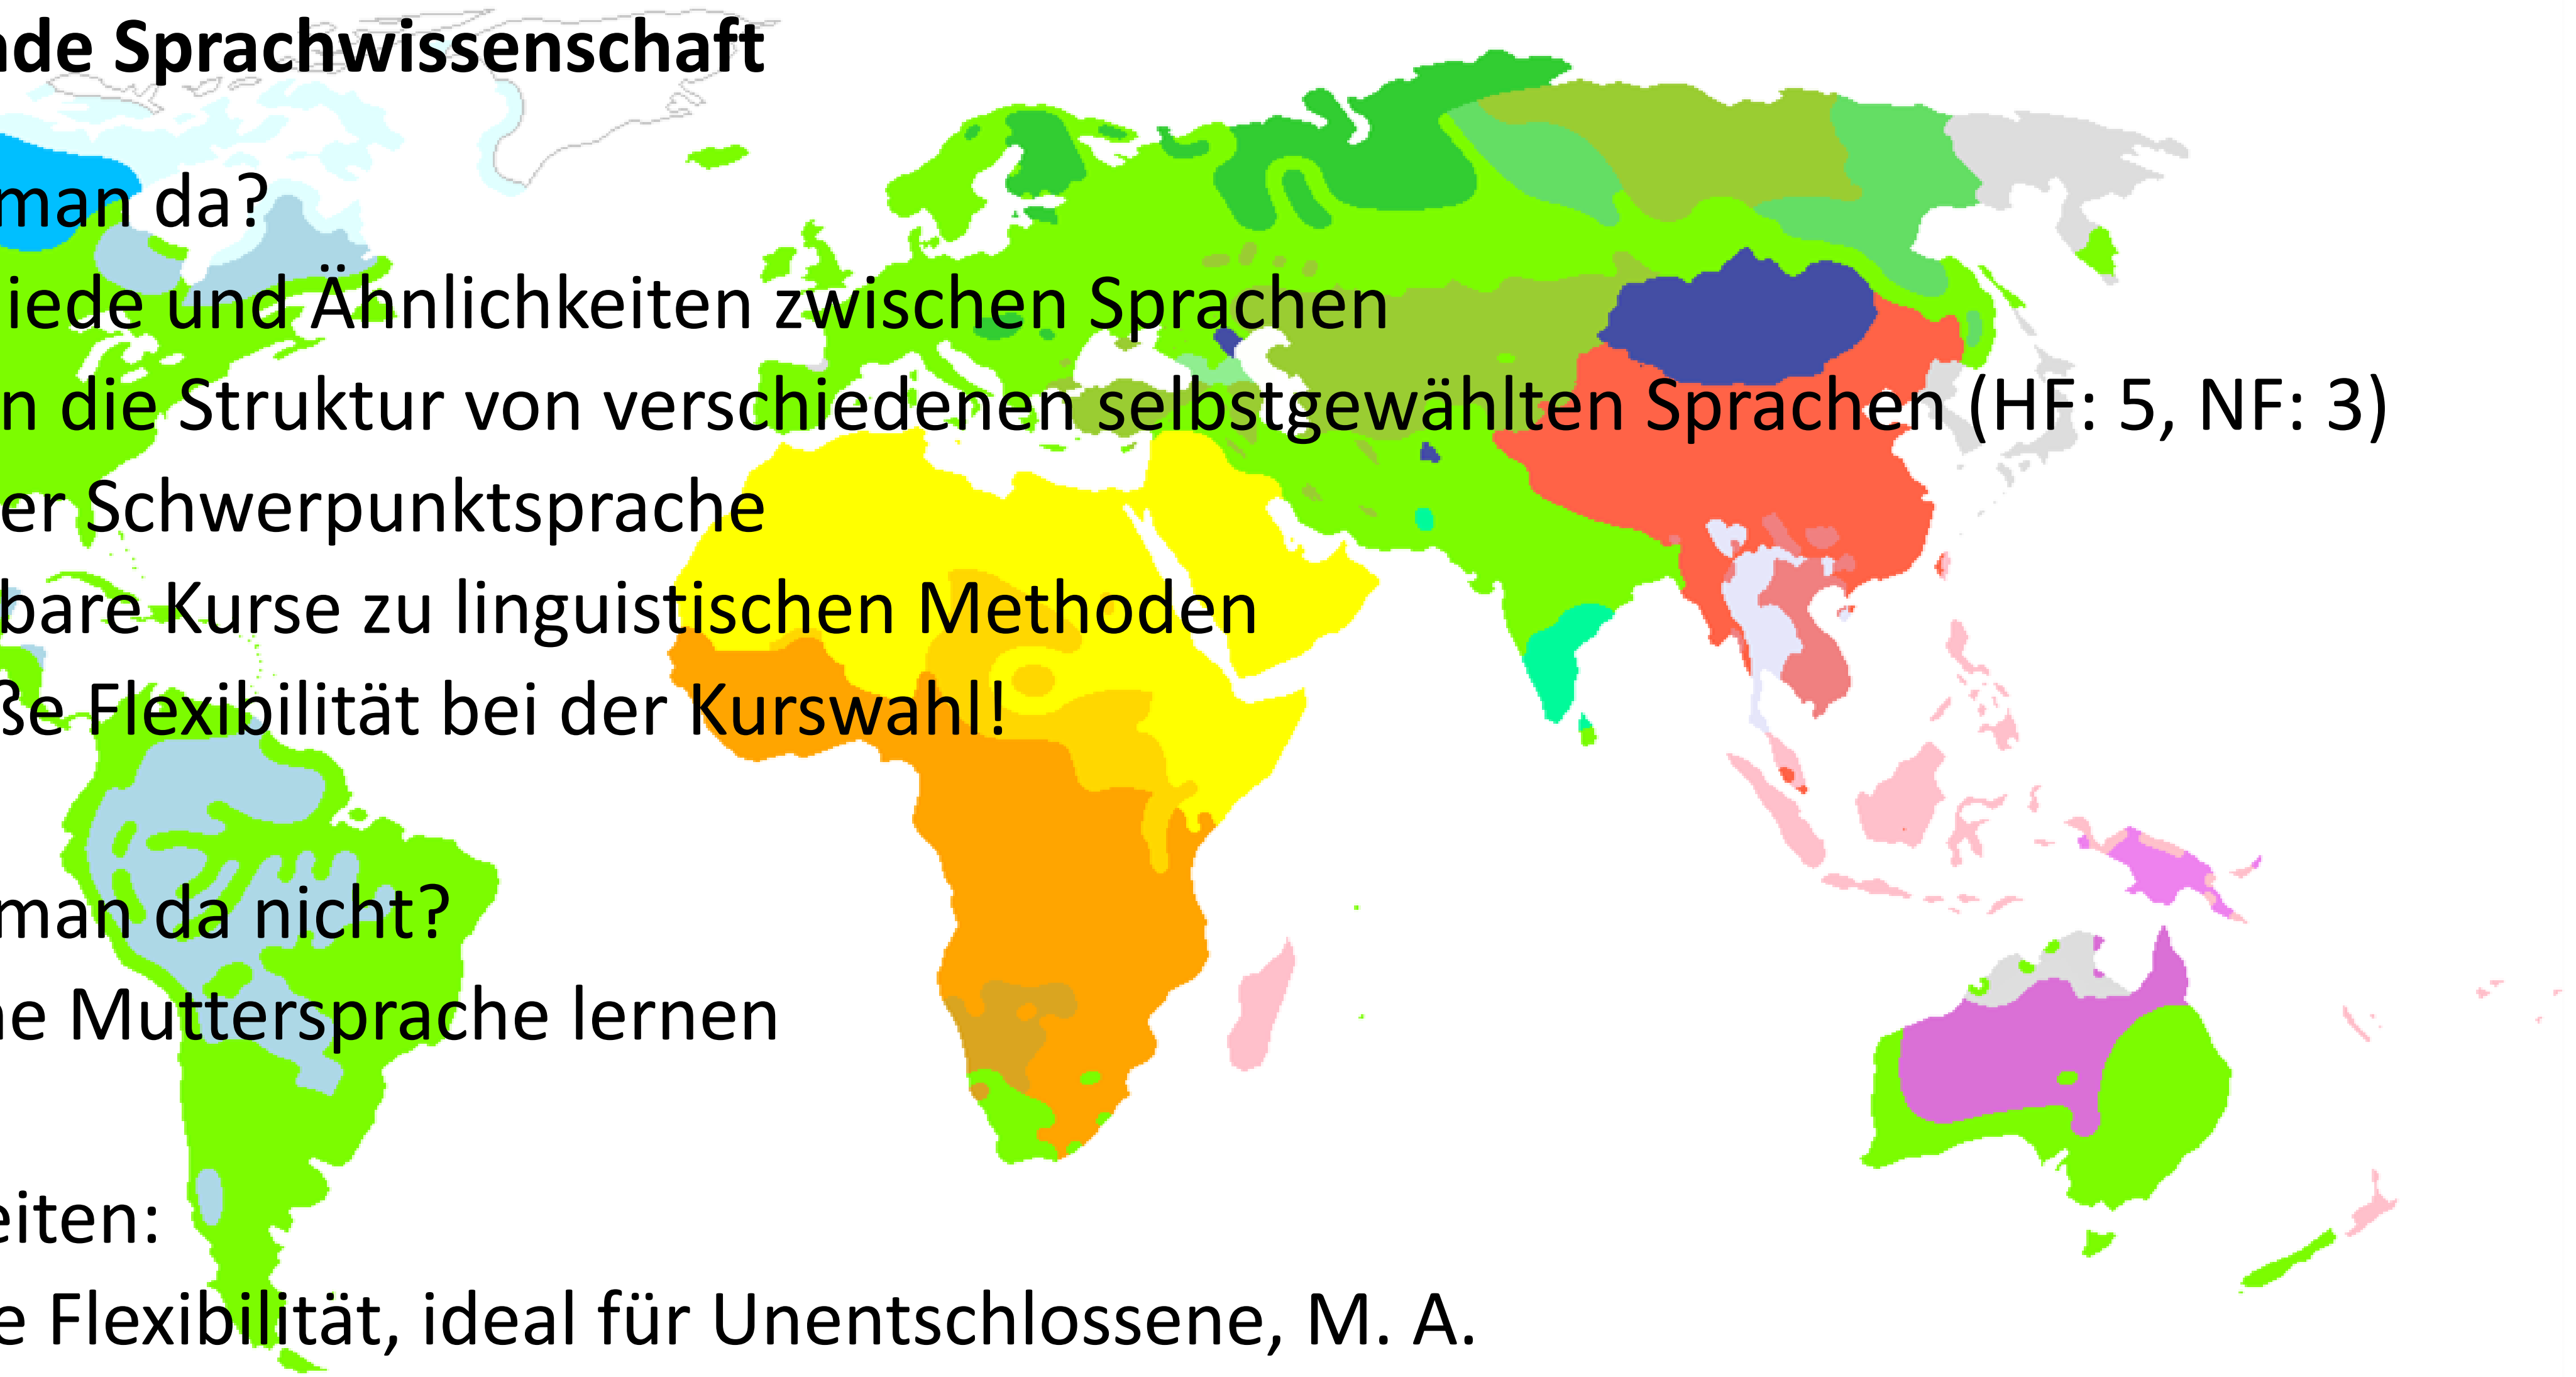 nde Sprachwissenschaft
man da?
iede und Ähnlichkeiten zwischen Sprachen
n die Struktur von verschiedenen selbstgewählten Sprachen (HF: 5, NF: 3)
er Schwerpunktsprache
bare Kurse zu linguistischen Methoden
ße Flexibilität bei der Kurswahl!
man da nicht?
ne Muttersprache lernen
eiten:
e Flexibilität, ideal für Unentschlossene, M. A.